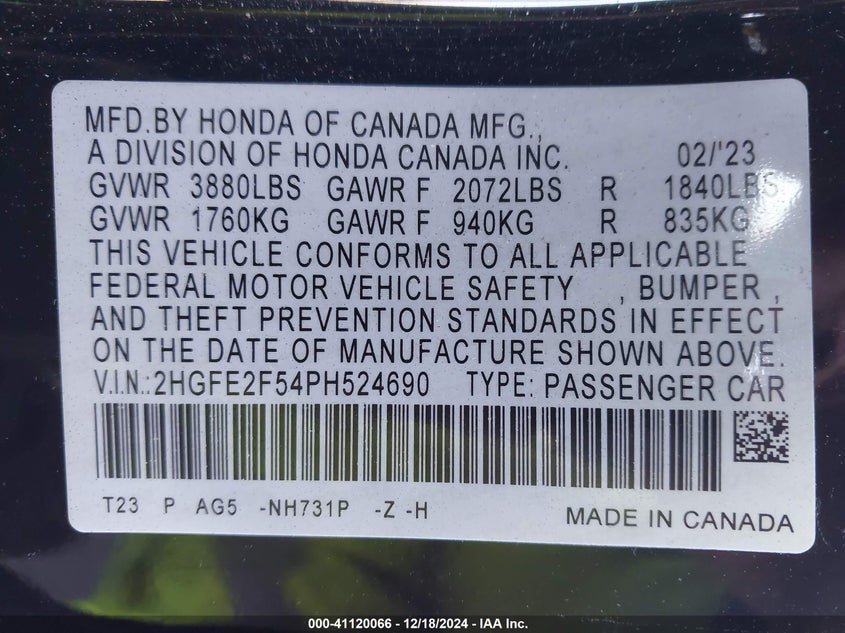 MFD.BY HONDA OF CANADA MFG.,
A DIVISION OF HONDA CANADA INC. 02/'23
GVWR 3880LBS GAWR F 2072LBS R 1840LBS
GVWR 1760KG GAWR F 940KG R 835KG
THIS VEHICLE CONFORMS TO ALL APPLICABLE
FEDERAL MOTOR VEHICLE SAFETY , BUMPER ,
AND THEFT PREVENTION STANDARDS IN EFFECT
ON THE DATE OF MANUFACTURE SHOWN ABOVE.
V.I.N.:2HGFE2F54PH524690 TYPE: PASSENGER CAR
T23 P AG5 -NH731P -Z -H
MADE IN CANADA
000-41120066 - 12/18/2024 - IAA Inc.